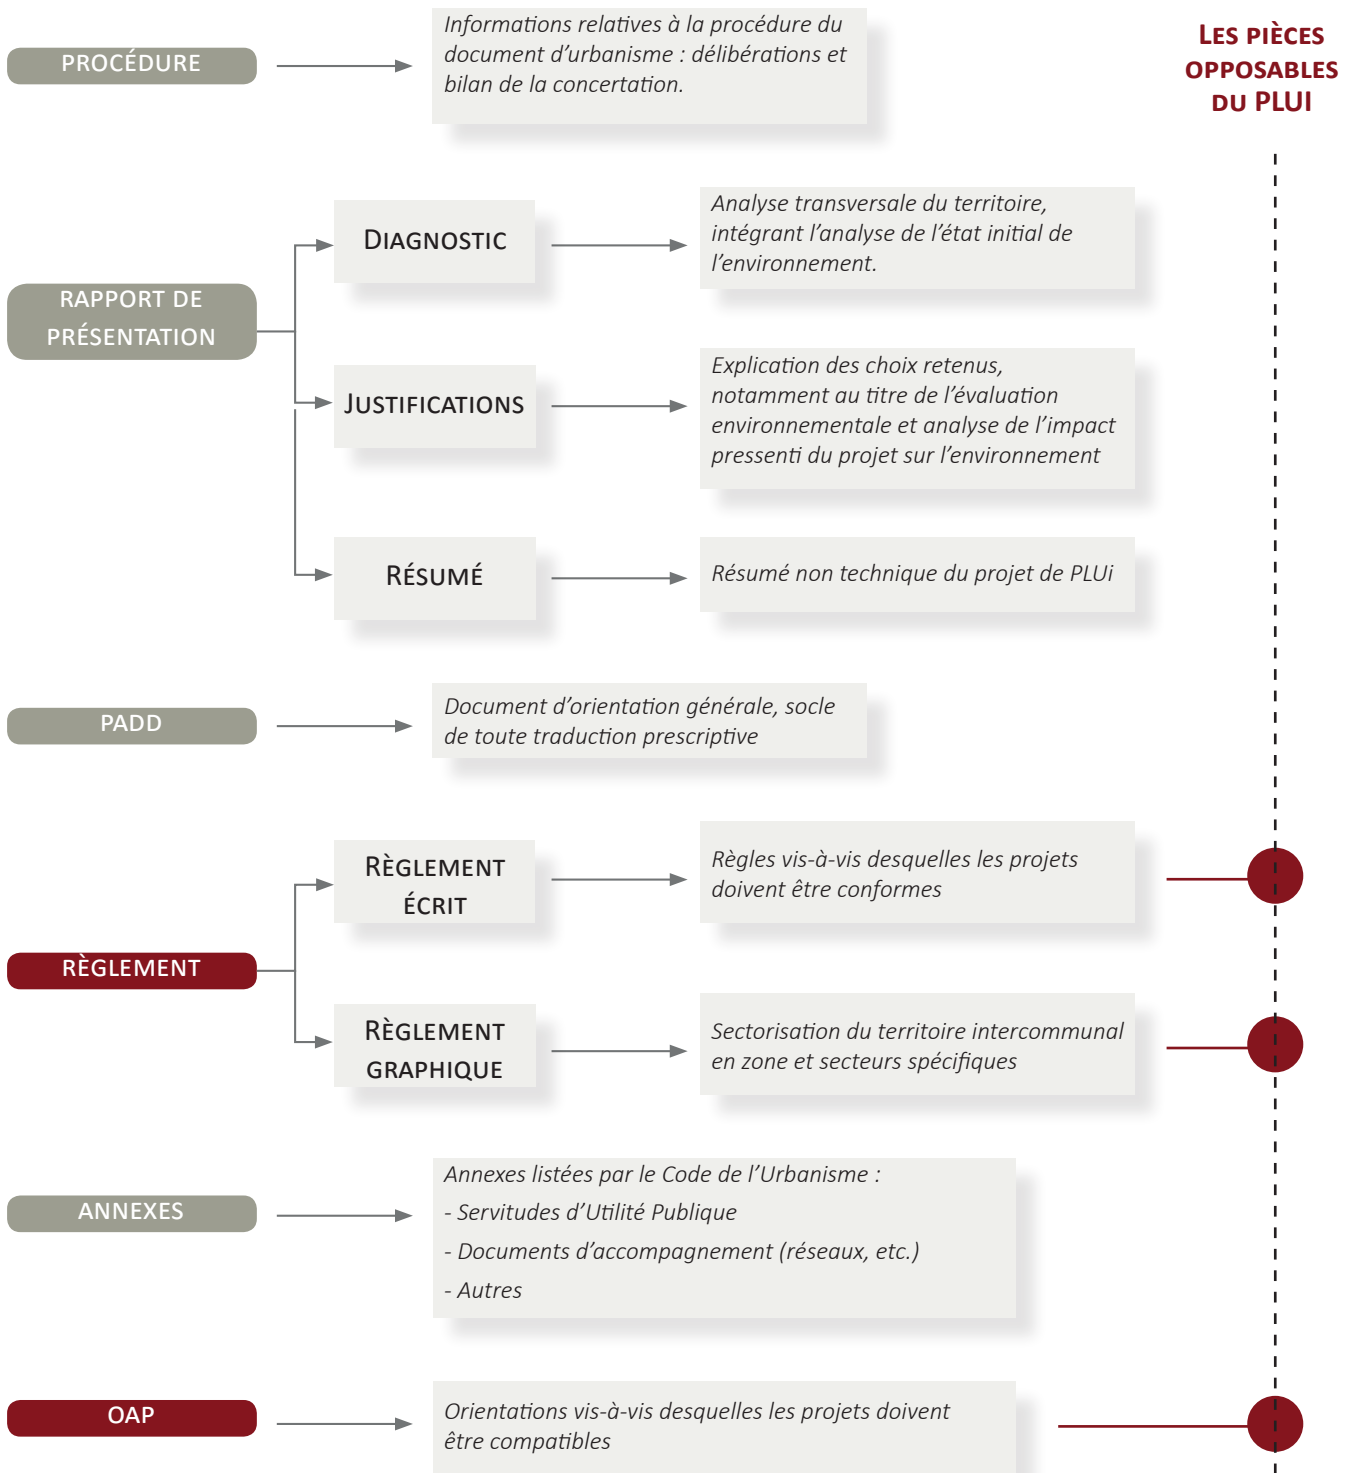 PROCÉDURE
Informations relatives à la procédure du
document d'urbanisme : délibérations et
bilan de la concertation.
LES PIÈCES
OPPOSABLES
DU PLUI
RAPPORT DE
PRÉSENTATION
DIAGNOSTIC
Analyse transversale du territoire,
intégrant l'analyse de l'état initial de
l'environnement.
JUSTIFICATIONS
Explication des choix retenus,
notamment au titre de l'évaluation
environnementale et analyse de l'impact
pressenti du projet sur l'environnement
RÉSUMÉ
Résumé non technique du projet de PLUi
PADD
Document d'orientation générale, socle
de toute traduction prescriptive
RÈGLEMENT
RÈGLEMENT
ÉCRIT
Règles vis-à-vis desquelles les projets
doivent être conformes
RÈGLEMENT
GRAPHIQUE
Sectorisation du territoire intercommunal
en zone et secteurs spécifiques
ANNEXES
Annexes listées par le Code de l'Urbanisme :
- Servitudes d'Utilité Publique
- Documents d'accompagnement (réseaux, etc.)
- Autres
OAP
Orientations vis-à-vis desquelles les projets doivent
être compatibles